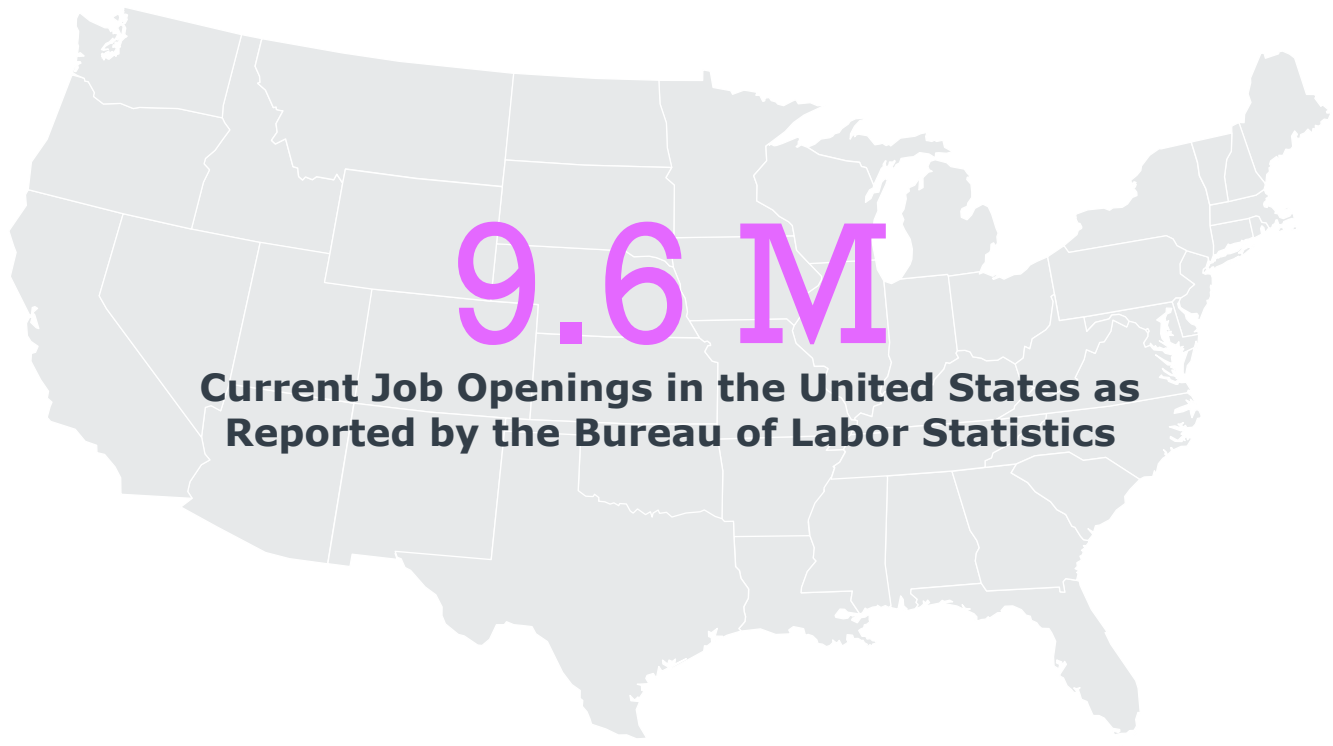 9.6 M
Current Job Openings in the United States as
Reported by the Bureau of Labor Statistics